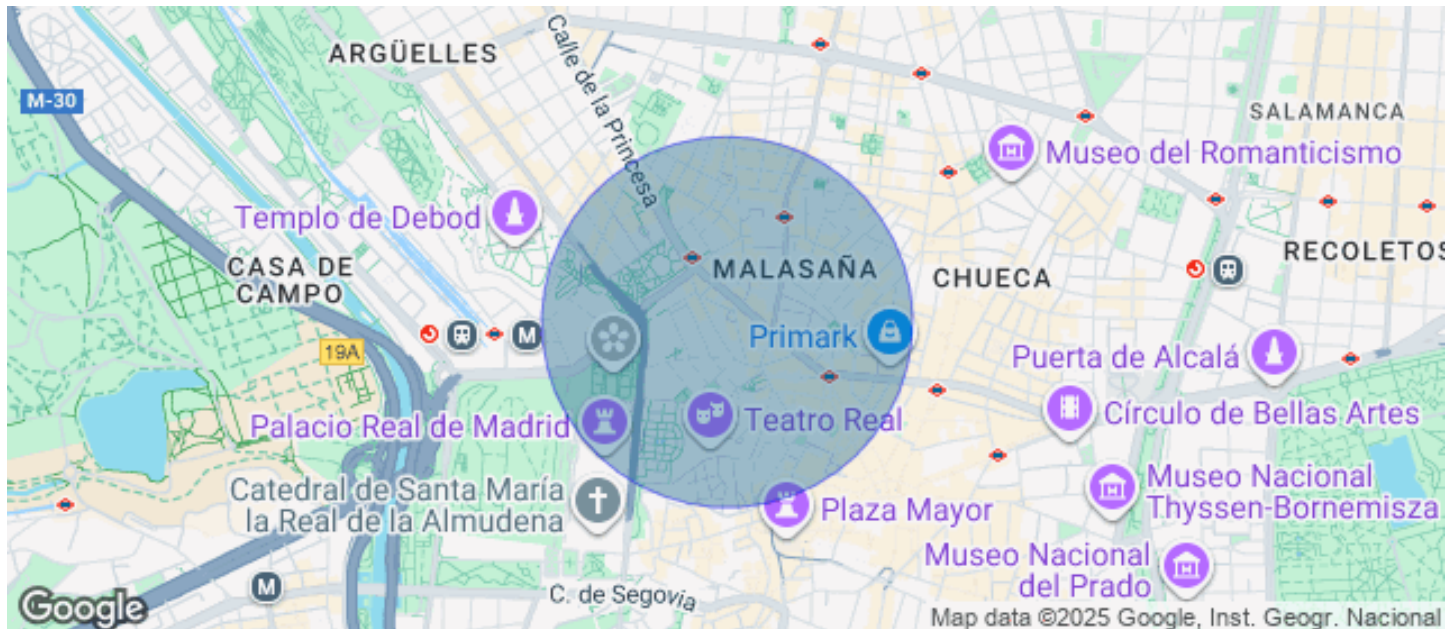 ARGÜELLES
Calle de la Princesa
M-30
SALAMANCA
Museo del Romanticismo
Templo de Debod
CASA DE
CAMPO
MALASAÑA
CHUECA
RECOLETOS
19A
M
Primark
Puerta de Alcalá
Palacio Real de Madrid
Teatro Real
Círculo de Bellas Artes
Catedral de Santa María
la Real de la Almudena
Plaza Mayor
Museo Nacional
Thyssen-Bornemisza
Museo Nacional
del Prado
M
C. de Segovia
Google
Map data ©2025 Google, Inst. Geogr. Nacional